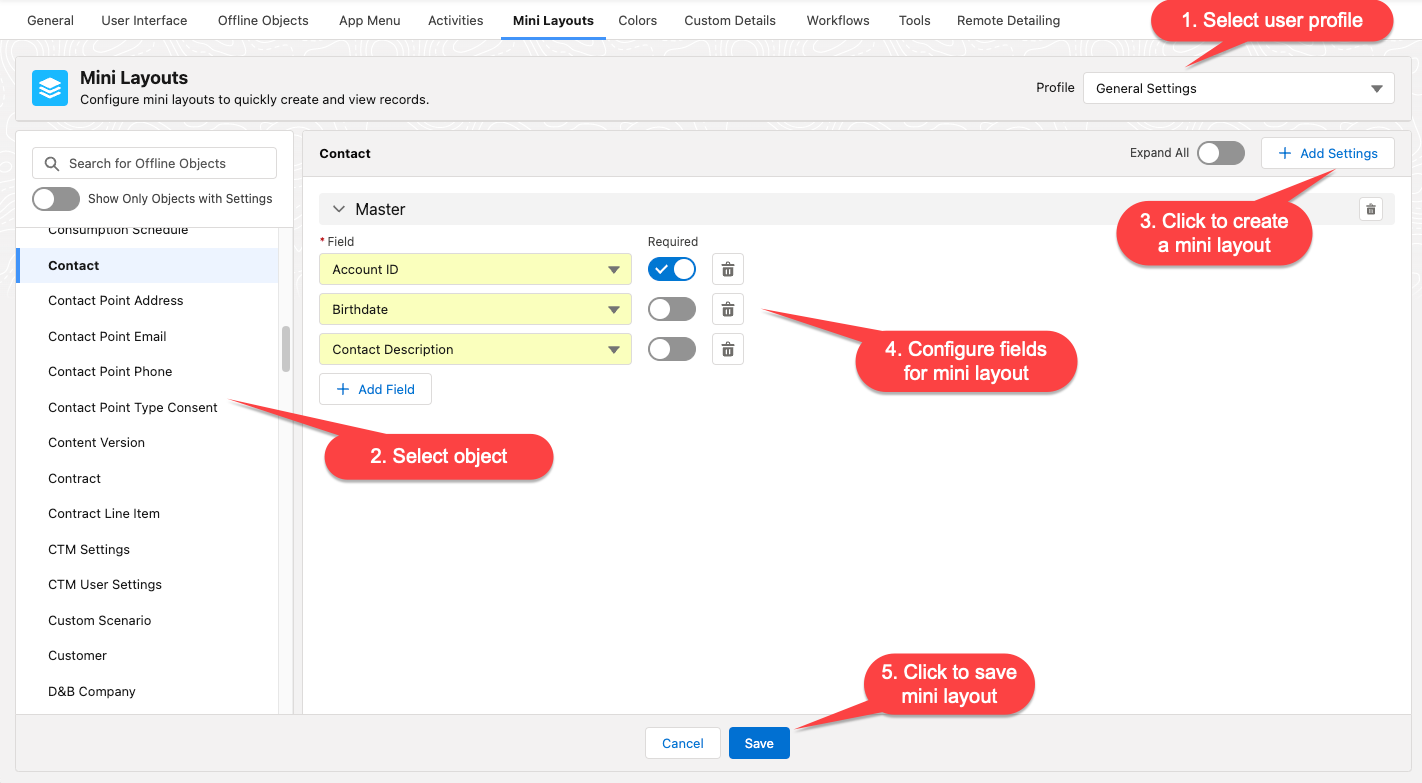 General User Interface Offline Objects App Menu Activities Mini Layouts Colors Custom Details Workflows Tools Remote Detailing
1. Select user profile
Mini Layouts
Configure mini layouts to quickly create and view records.
Profile General Settings
Search for Offline Objects
Show Only Objects with Settings
Consumption Schedule
Contact
Contact Point Address
Contact Point Email
Contact Point Phone
Contact Point Type Consent
Content Version
Contract
Contract Line Item
CTM Settings
CTM User Settings
Custom Scenario
Customer
D&B Company
2. Select object
Contact
Expand All
+ Add Settings
3. Click to create
a mini layout
Master
* Field Required
Account ID
Birthdate
Contact Description
+ Add Field
4. Configure fields
for mini layout
5. Click to save
mini layout
Cancel Save